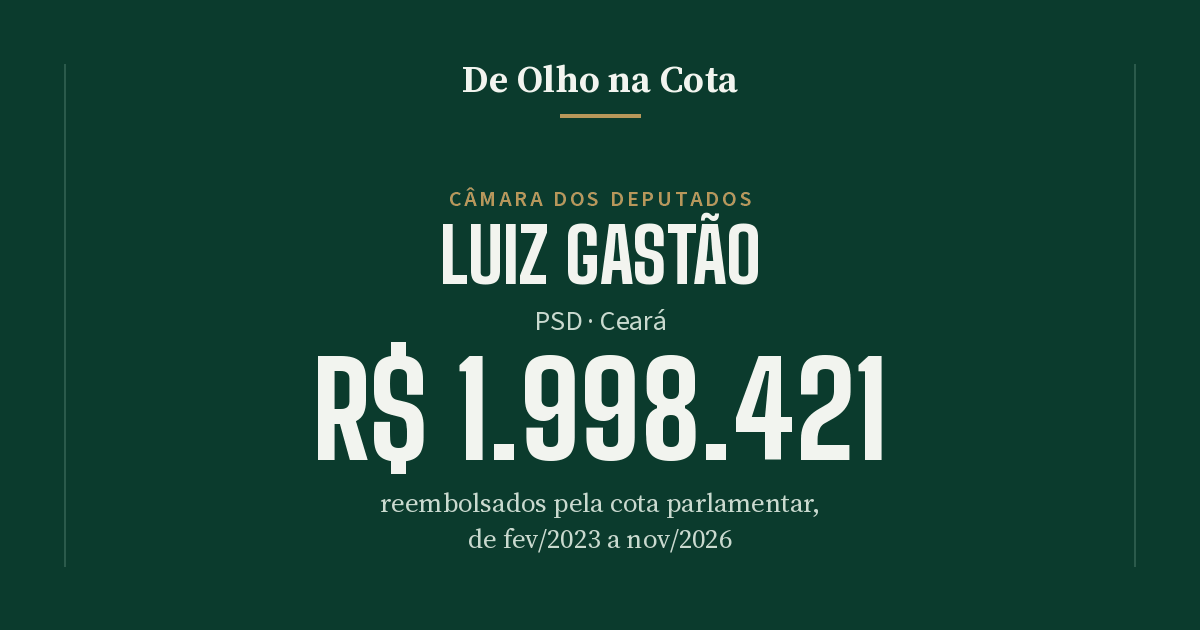 De Olho na Cota
CÂMARA DOS DEPUTADOS
LUIZ GASTÃO
PSD · Ceará
R$ 1.998.421
reembolsados pela cota parlamentar,
de fev/2023 a nov/2026